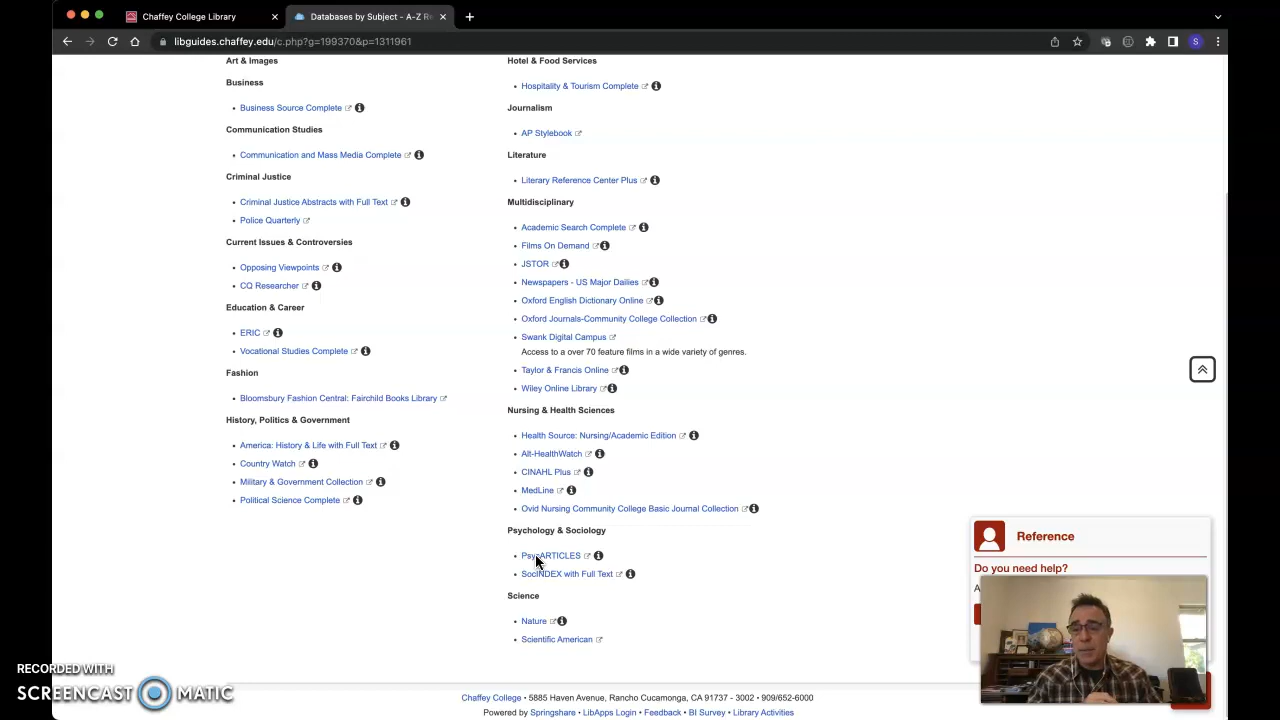 Chaffey College Library
Databases by Subject - A-Z Re
libguides.chaffey.edu/c.php?g=199370&p=1311961
S
Art & Images
Business
Business Source Complete
Communication Studies
Communication and Mass Media Complete
Criminal Justice
Criminal Justice Abstracts with Full Text
Police Quarterly
Current Issues & Controversies
Opposing Viewpoints
CQ Researcher
Education & Career
ERIC
Vocational Studies Complete
Fashion
Bloomsbury Fashion Central: Fairchild Books Library
History, Politics & Government
America: History & Life with Full Text
Country Watch
Military & Government Collection
Political Science Complete
Hotel & Food Services
Hospitality & Tourism Complete
Journalism
AP Stylebook
Literature
Literary Reference Center Plus
Multidisciplinary
Academic Search Complete
Films On Demand
JSTOR
Newspapers - US Major Dailies
Oxford English Dictionary Online
Oxford Journals-Community College Collection
Swank Digital Campus
Access to a over 70 feature films in a wide variety of genres.
Taylor & Francis Online
Wiley Online Library
Nursing & Health Sciences
Health Source: Nursing/Academic Edition
Alt-HealthWatch
CINAHL Plus
MedLine
Ovid Nursing Community College Basic Journal Collection
Psychology & Sociology
PsycARTICLES
SocINDEX with Full Text
Science
Nature
Scientific American
Reference
Do you need help?
RECORDED WITH
SCREENCAST MATIC
Chaffey College • 5885 Haven Avenue, Rancho Cucamonga, CA 91737 - 3002 • 909/652-6000
Powered by Springshare • LibApps Login • Feedback • BI Survey • Library Activities